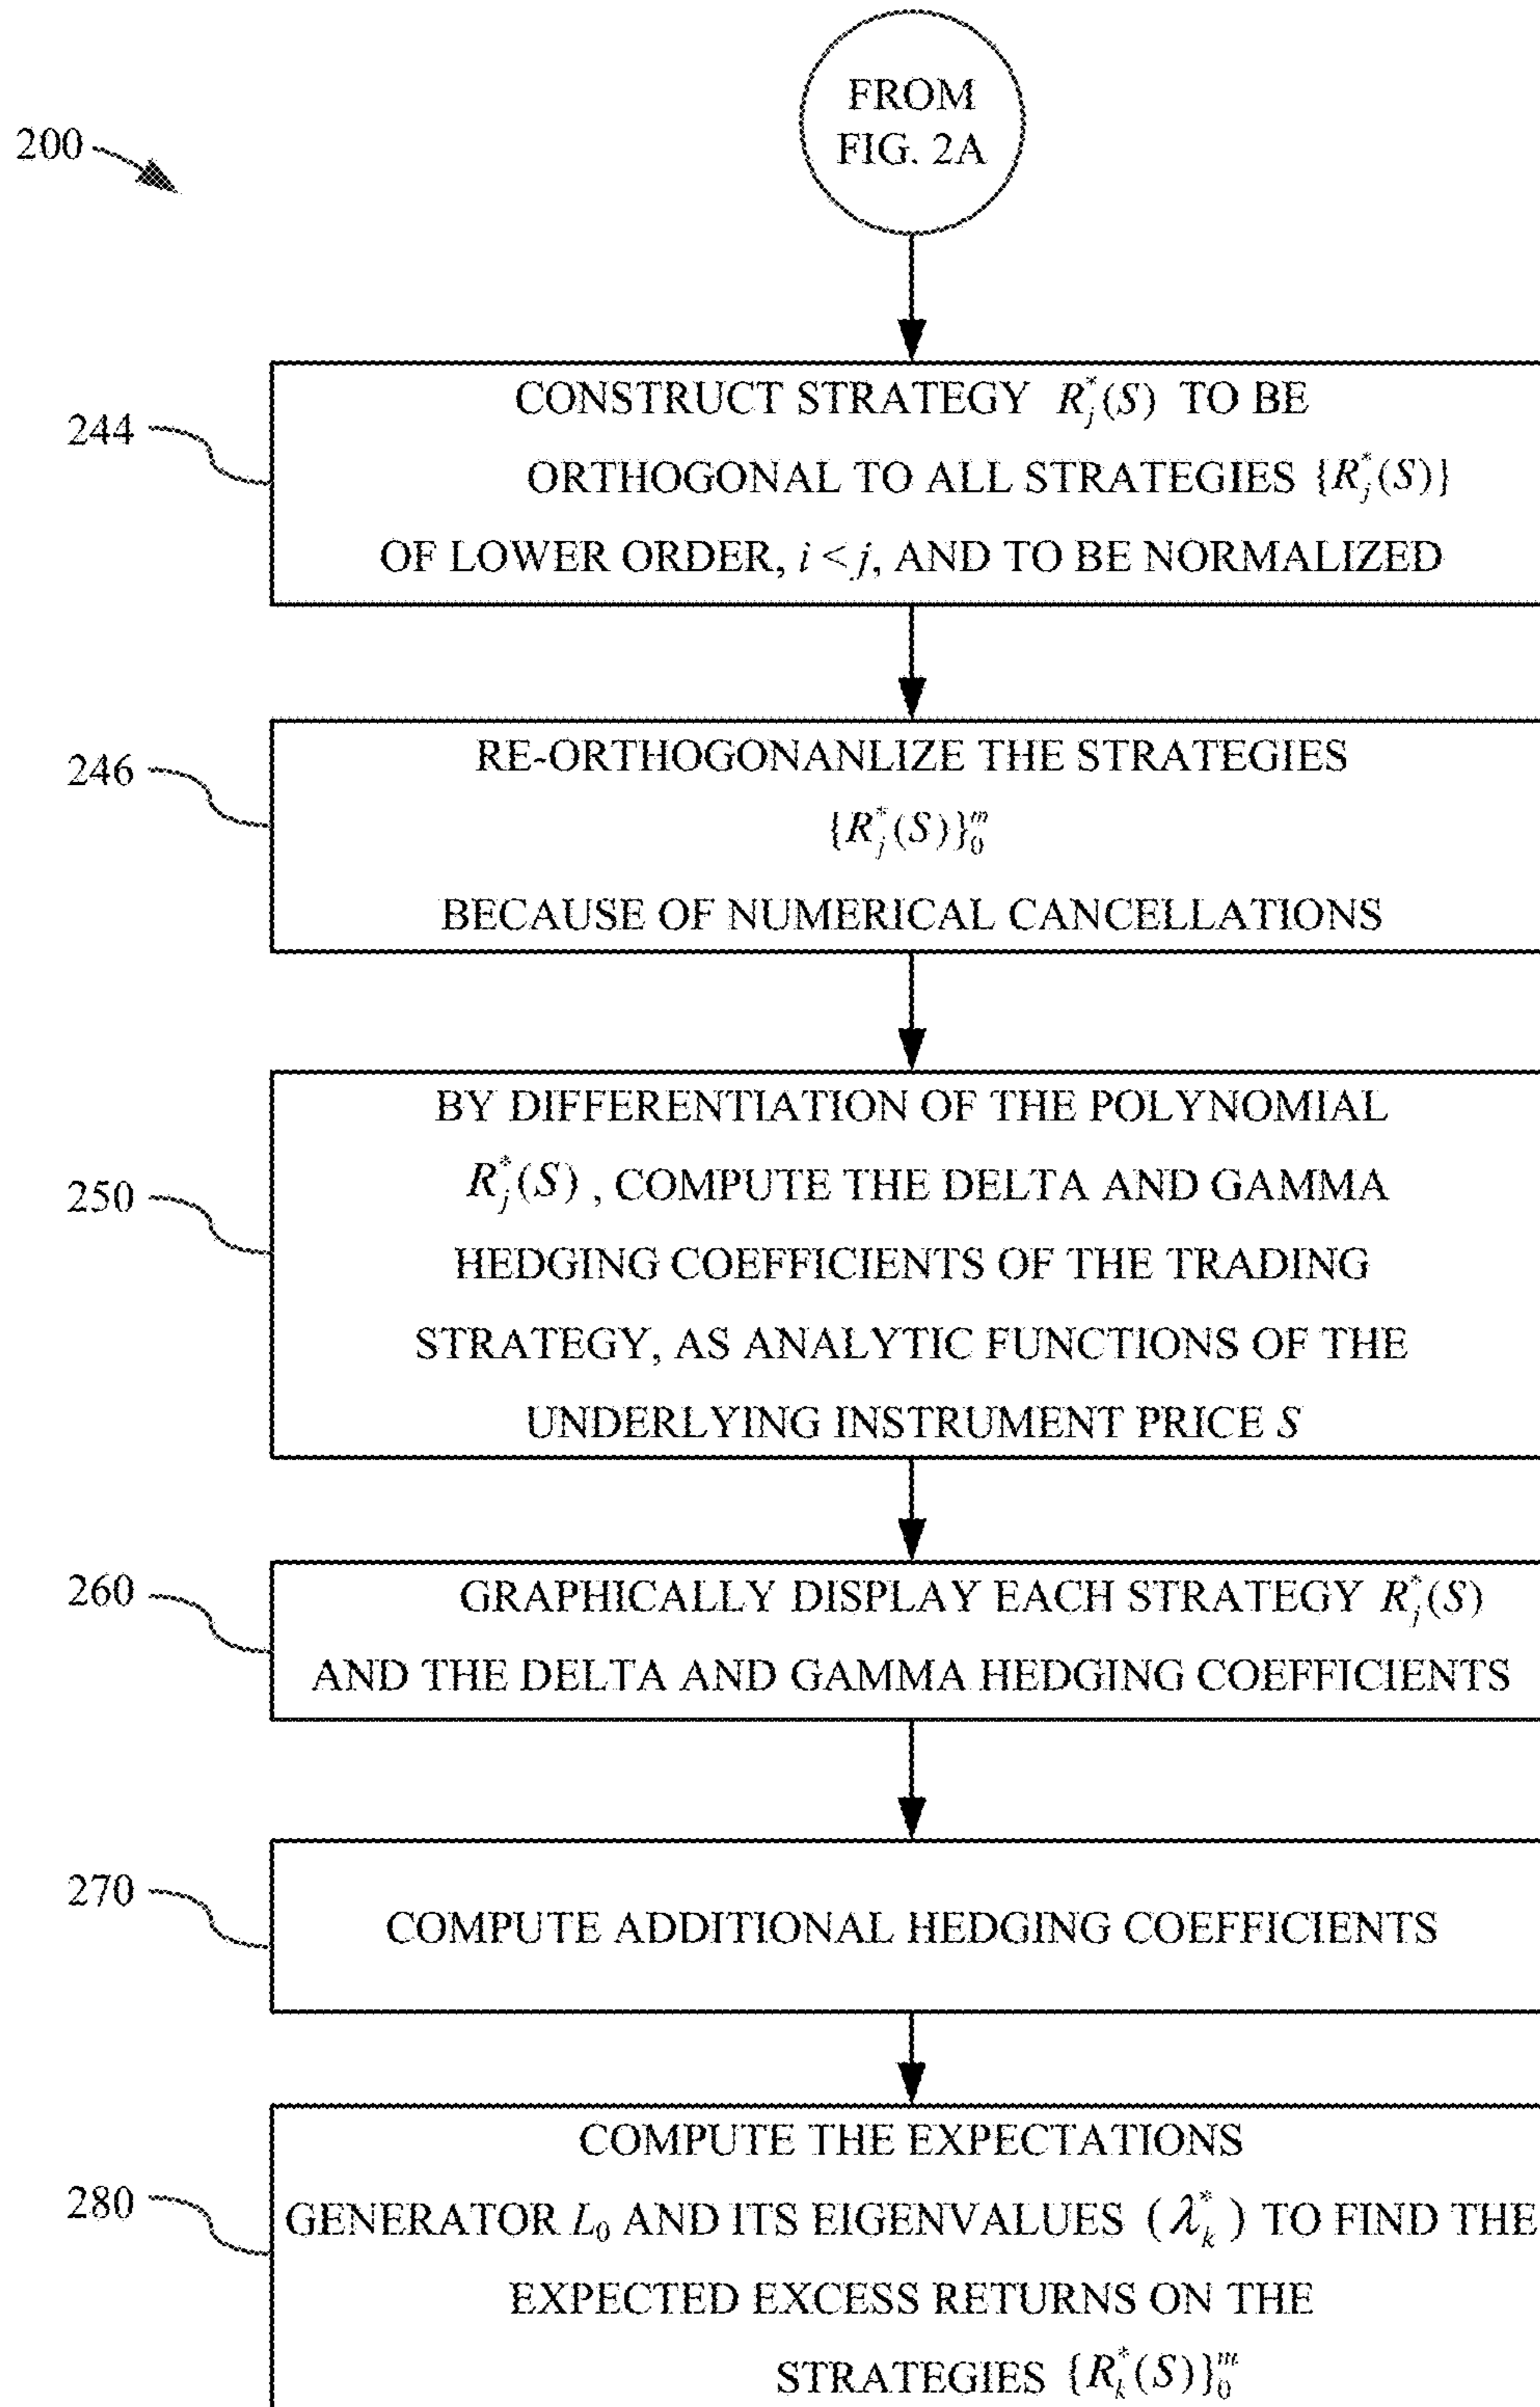 FROM
FIG. 2A
200
244
CONSTRUCT STRATEGY R*j(S) TO BE
ORTHOGONAL TO ALL STRATEGIES {R*j(S)}
OF LOWER ORDER, i < j, AND TO BE NORMALIZED
246
RE-ORTHOGONANLIZE THE STRATEGIES
{R*j(S)}m0
BECAUSE OF NUMERICAL CANCELLATIONS
250
BY DIFFERENTIATION OF THE POLYNOMIAL
R*j(S) , COMPUTE THE DELTA AND GAMMA
HEDGING COEFFICIENTS OF THE TRADING
STRATEGY, AS ANALYTIC FUNCTIONS OF THE
UNDERLYING INSTRUMENT PRICE S
260
GRAPHICALLY DISPLAY EACH STRATEGY R*j(S)
AND THE DELTA AND GAMMA HEDGING COEFFICIENTS
270
COMPUTE ADDITIONAL HEDGING COEFFICIENTS
280
COMPUTE THE EXPECTATIONS
GENERATOR L0 AND ITS EIGENVALUES (λ*k) TO FIND THE
EXPECTED EXCESS RETURNS ON THE
STRATEGIES {R*k(S)}m0